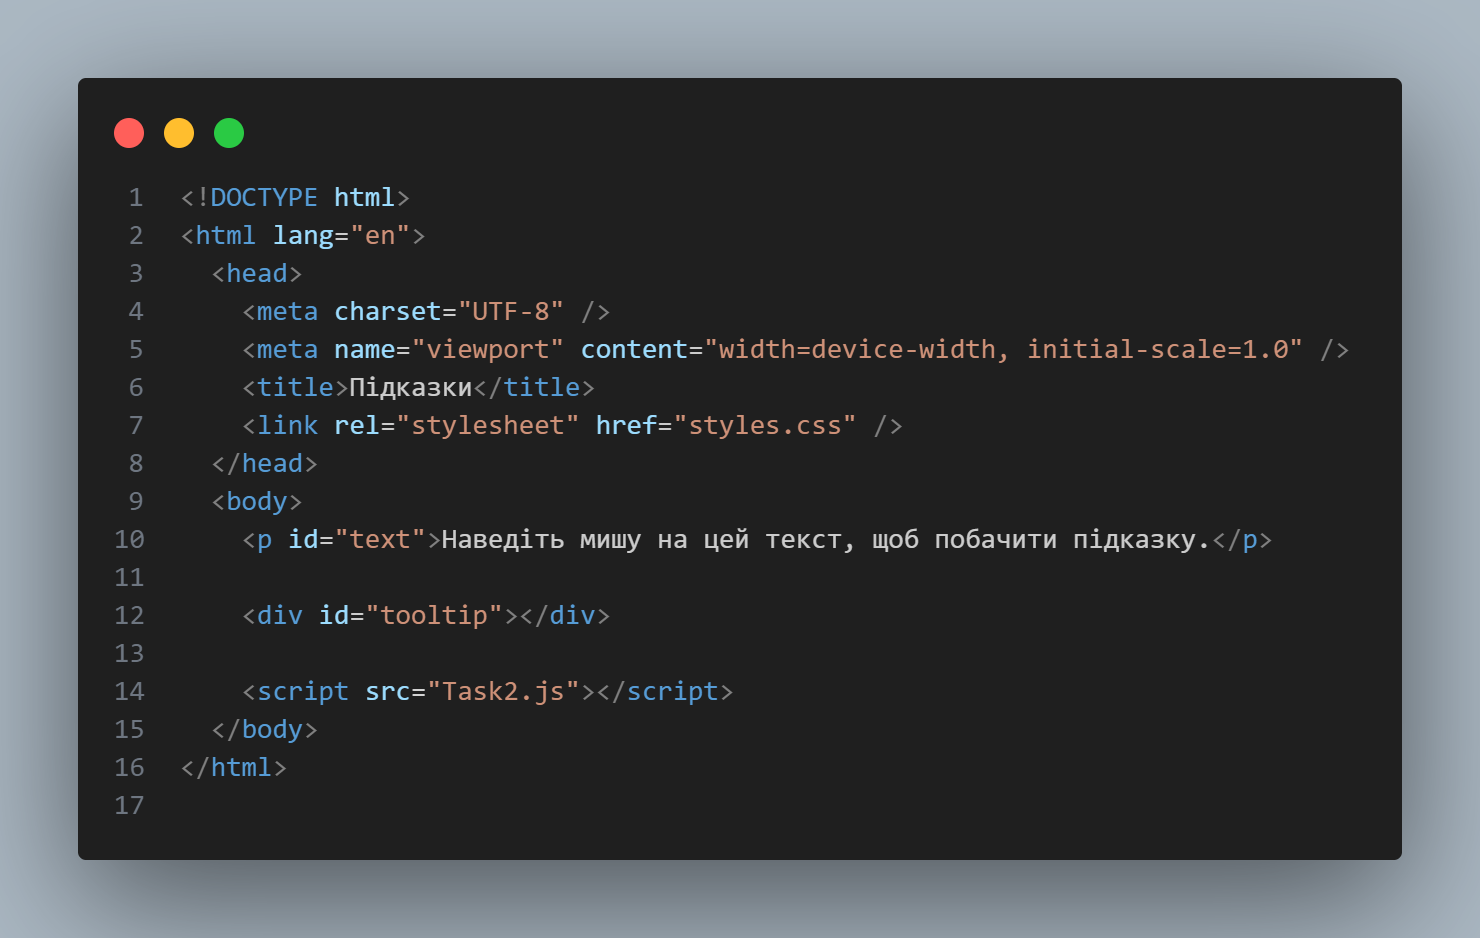 1 <!DOCTYPE html>
2 <html lang="en">
3   <head>
4     <meta charset="UTF-8" />
5     <meta name="viewport" content="width=device-width, initial-scale=1.0" />
6     <title>Підказки</title>
7     <link rel="stylesheet" href="styles.css" />
8   </head>
9   <body>
10     <p id="text">Наведіть мишу на цей текст, щоб побачити підказку.</p>
11
12     <div id="tooltip"></div>
13
14     <script src="Task2.js"></script>
15   </body>
16 </html>
17